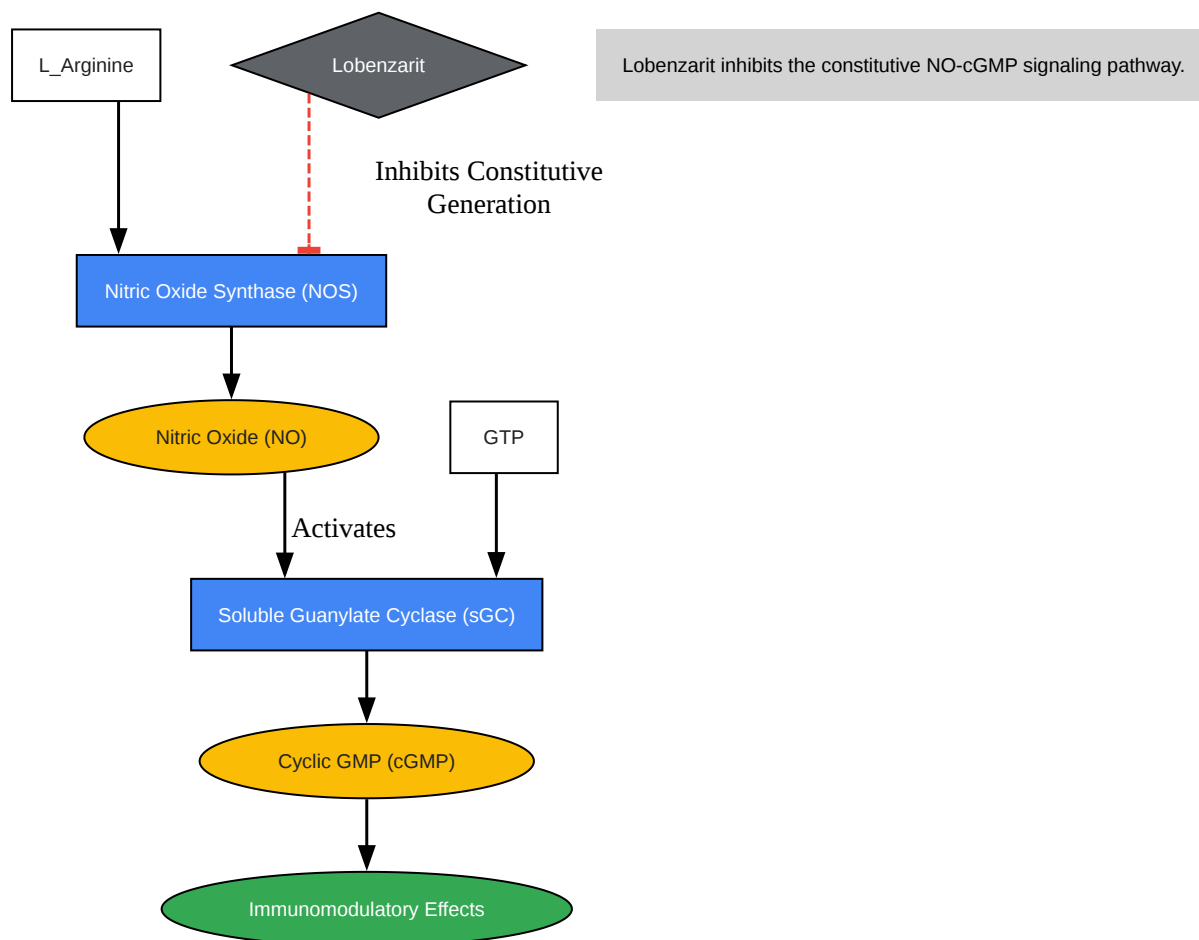 L_Arginine
Lobenzarit
Lobenzarit inhibits the constitutive NO-cGMP signaling pathway.
Inhibits Constitutive
Generation
Nitric Oxide Synthase (NOS)
Nitric Oxide (NO)
GTP
Activates
Soluble Guanylate Cyclase (sGC)
Cyclic GMP (cGMP)
Immunomodulatory Effects